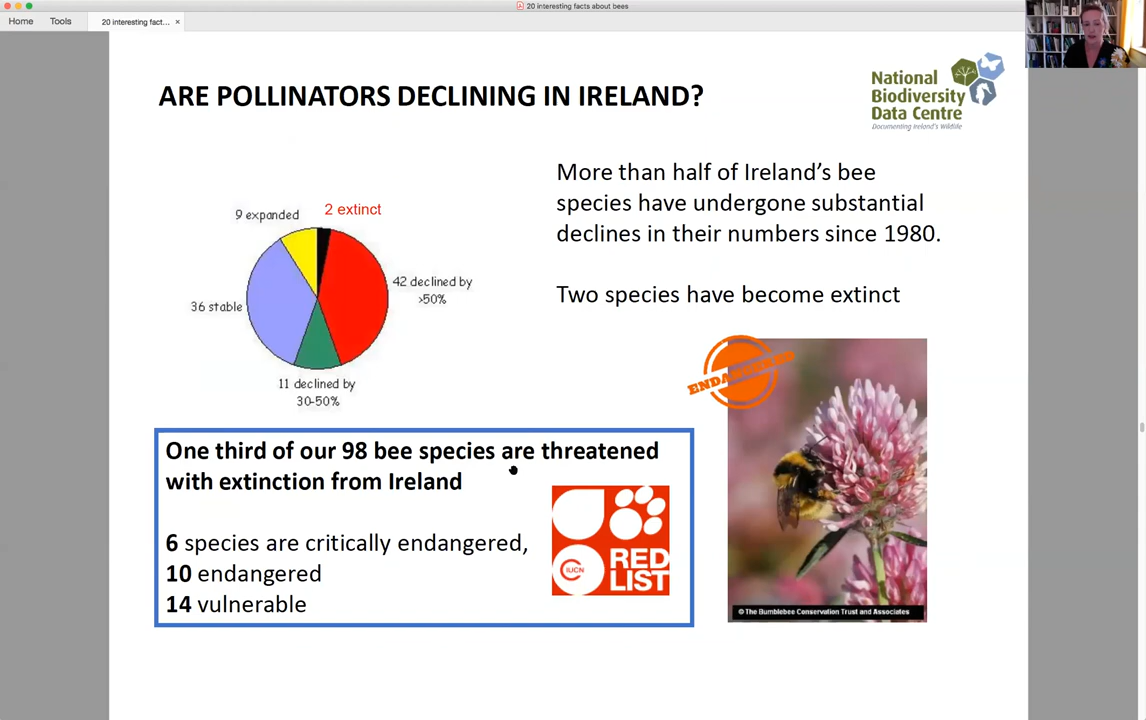 20 interesting facts about bees
Home
Tools
20 interesting fact...
×
ARE POLLINATORS DECLINING IN IRELAND?
National
Biodiversity
Data Centre
Documenting Ireland's Wildlife
More than half of Ireland's bee
species have undergone substantial
declines in their numbers since 1980.
Two species have become extinct
9 expanded
2 extinct
42 declined by
>50%
36 stable
11 declined by
30-50%
ENDANGERED
One third of our 98 bee species are threatened
with extinction from Ireland
6 species are critically endangered,
10 endangered
14 vulnerable
IUCN
RED
LIST
© The Bumblebee Conservation Trust and Associates